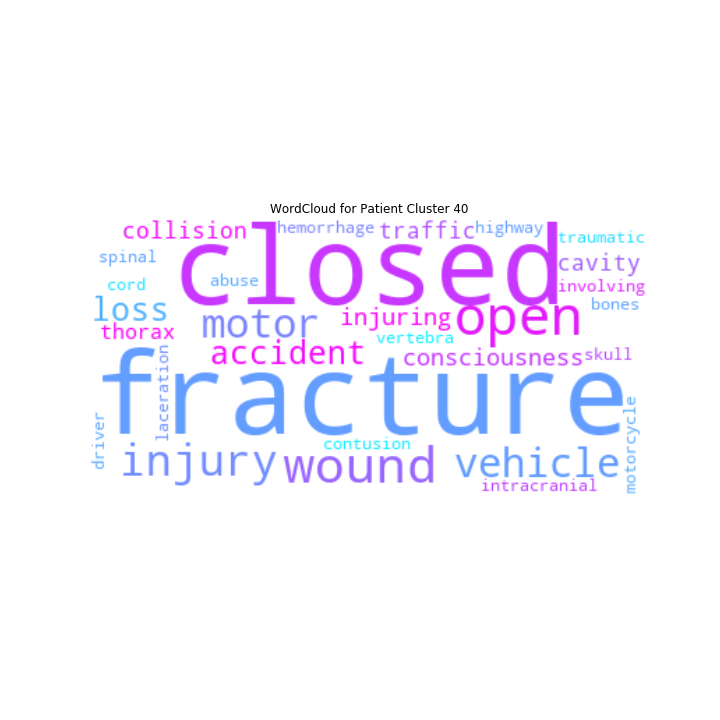 WordCloud for Patient Cluster 40
collision
hemorrhage
traffic
highway
closed
traumatic
spinal
cavity
cord
abuse
involving
loss
bones
motor
injuring
open
thorax
vertebra
accident
consciousness
skull
fracture
laceration
driver
motorcycle
contusion
injury
wound
vehicle
intracranial